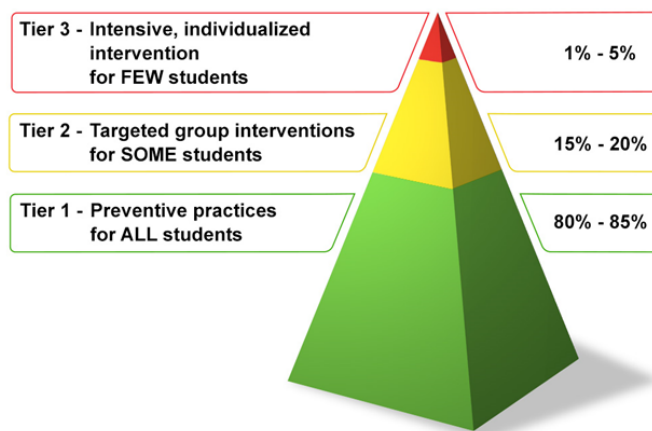 Tier 3 - Intensive, individualized
intervention
for FEW students
1% - 5%
Tier 2 - Targeted group interventions
for SOME students
15% - 20%
Tier 1 - Preventive practices
for ALL students
80% - 85%